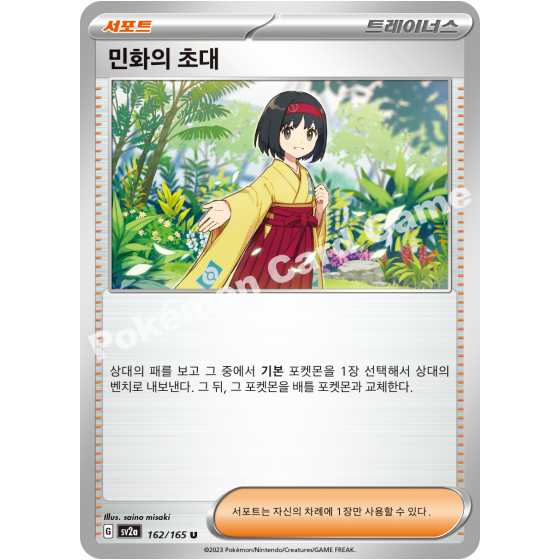 서포트
트레이너스
민화의 초대
Pokémon Card Game
상대의 패를 보고 그 중에서 기본 포켓몬을 1장 선택해서 상대의
벤치로 내보낸다. 그 뒤, 그 포켓몬을 배틀 포켓몬과 교체한다.
Illus. saino misaki
서포트는 자신의 차례에 1장만 사용할 수 있다.
G sv2a 162/165 U
©2023 Pokémon/Nintendo/Creatures/GAME FREAK.